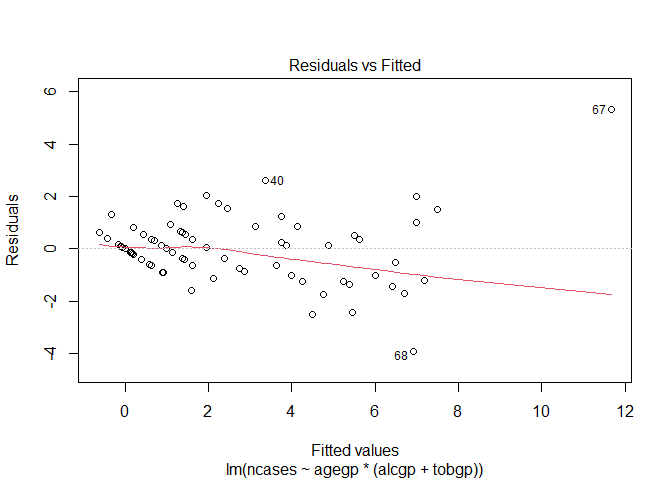 Residuals vs Fitted
6
67
4
40
2
0
-2
68
-4
Residuals
0 2 4 6 8 10 12
Fitted values
lm(ncases ~ agegp * (alcgp + tobgp))